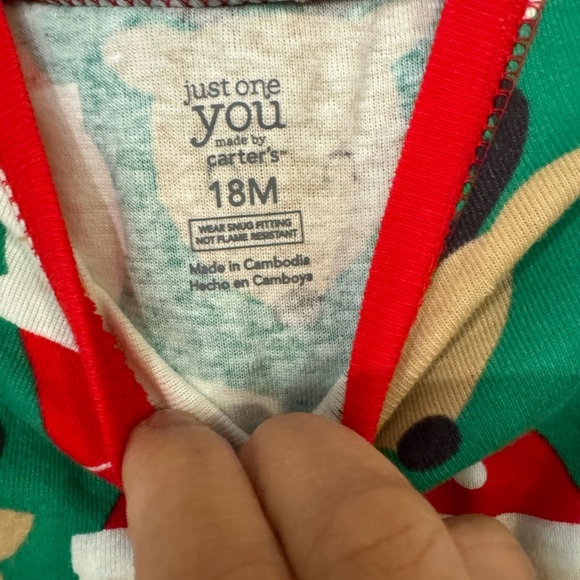 just one
you
made by
carter's™
18M
WEAR SNUG FITTING
NOT FLAME RESISTANT
Made in Cambodia
Hecho en Camboya